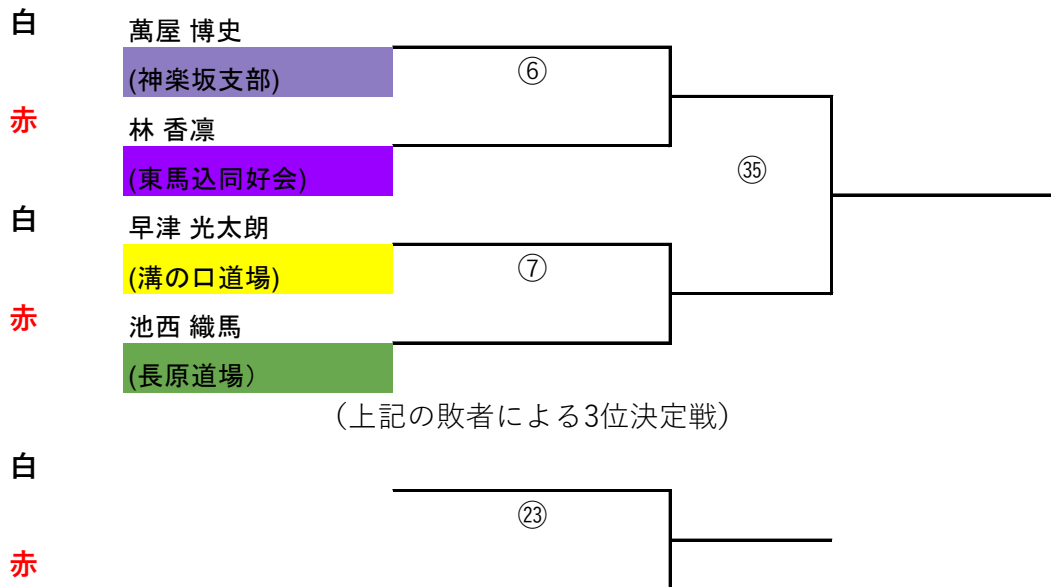 白
萬屋 博史
(神楽坂支部)
⑥
赤
林 香凛
(東馬込同好会)
㉟
白
早津 光太朗
(溝の口道場)
⑦
赤
池西 織馬
(長原道場）
（上記の敗者による3位決定戦）
白
㉓
赤